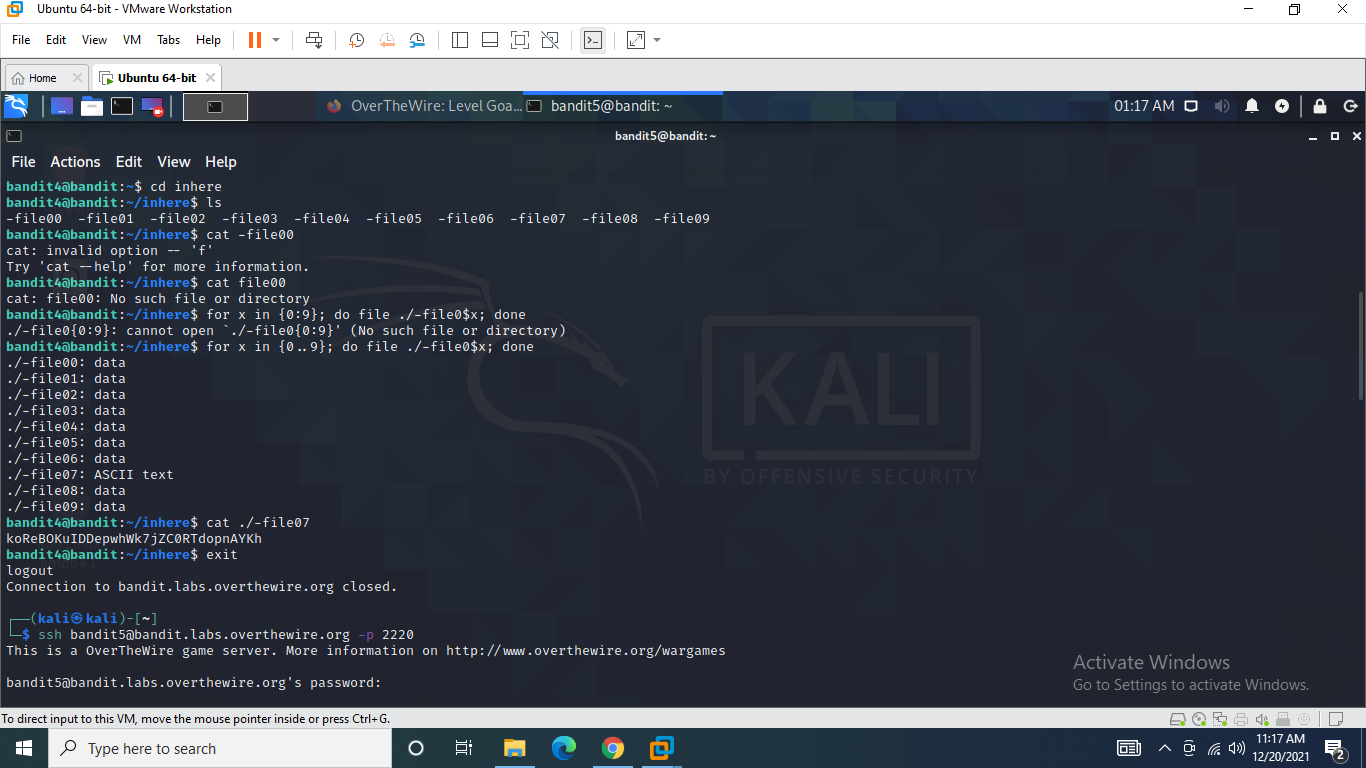 Ubuntu 64-bit - VMware Workstation
File Edit View VM Tabs Help
Home
Ubuntu 64-bit
OverTheWire: Level Goa...
bandit5@bandit: ~
01:17 AM
bandit5@bandit:~
File Actions Edit View Help
bandit4@bandit:~$ cd inhere
bandit4@bandit:~/inhere$ ls
-file00 -file01 -file02 -file03 -file04 -file05 -file06 -file07 -file08 -file09
bandit4@bandit:~/inhere$ cat -file00
cat: invalid option -- 'f'
Try 'cat --help' for more information.
bandit4@bandit:~/inhere$ cat file00
cat: file00: No such file or directory
bandit4@bandit:~/inhere$ for x in {0:9}; do file ./-file0$x; done
./-file0{0:9}: cannot open `./-file0{0:9}' (No such file or directory)
bandit4@bandit:~/inhere$ for x in {0..9}; do file ./-file0$x; done
./-file00: data
./-file01: data
./-file02: data
./-file03: data
./-file04: data
./-file05: data
./-file06: data
./-file07: ASCII text
./-file08: data
./-file09: data
bandit4@bandit:~/inhere$ cat ./-file07
koReBOKuIDDepwhWk7jZC0RTdopnAYKh
bandit4@bandit:~/inhere$ exit
logout
Connection to bandit.labs.overthewire.org closed.
(kali㉿kali)-[~]
$ ssh bandit5@bandit.labs.overthewire.org -p 2220
This is a OverTheWire game server. More information on http://www.overthewire.org/wargames
bandit5@bandit.labs.overthewire.org's password:
KALI
BY OFFENSIVE SECURITY
Activate Windows
Go to Settings to activate Windows.
To direct input to this VM, move the mouse pointer inside or press Ctrl+G.
Type here to search
11:17 AM
12/20/2021
2